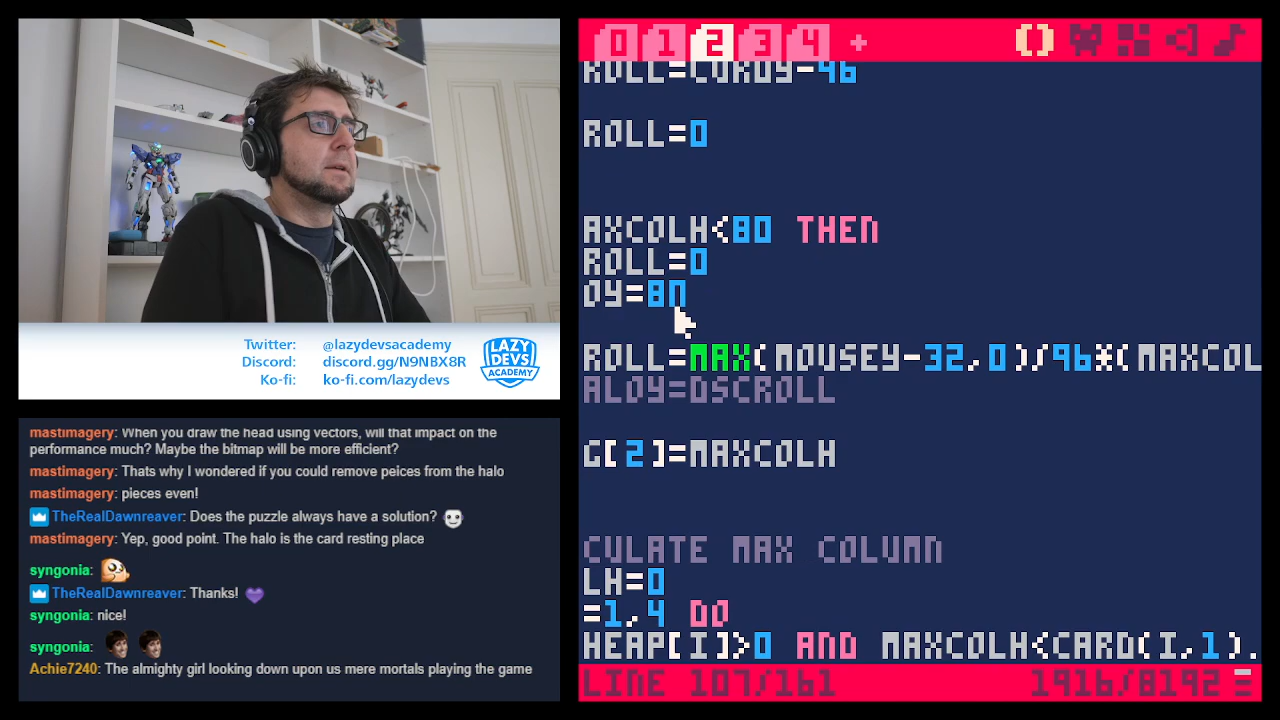 Twitter: @lazydevsacademy
Discord: discord.gg/N9NBX8R
Ko-fi: ko-fi.com/lazydevs
LAZY
DEVS
ACADEMY
mastimagery: When you draw the head using vectors, will that impact on the
performance much? Maybe the bitmap will be more efficient?
mastimagery: Thats why I wondered if you could remove peices from the halo
mastimagery: pieces even!
TheRealDawnreaver: Does the puzzle always have a solution?
mastimagery: Yep, good point. The halo is the card resting place
syngonia:
TheRealDawnreaver: Thanks!
syngonia: nice!
syngonia:
Achie7240: The almighty girl looking down upon us mere mortals playing the game
0 1 2 3 4 + ()
ROLL=CURDY-96
ROLL=0
AXCOLH<80 THEN
ROLL=0
DY=80
ROLL=MAX(MOUSEY-32,0)/96*(MAXCOL
ALDY=DSCROLL
G[2]=MAXCOLH
CULATE MAX COLUMN
LH=0
=1,4 DO
HEAP[I]>0 AND MAXCOLH<CARD(I,1).
LINE 107/161 1916/8192